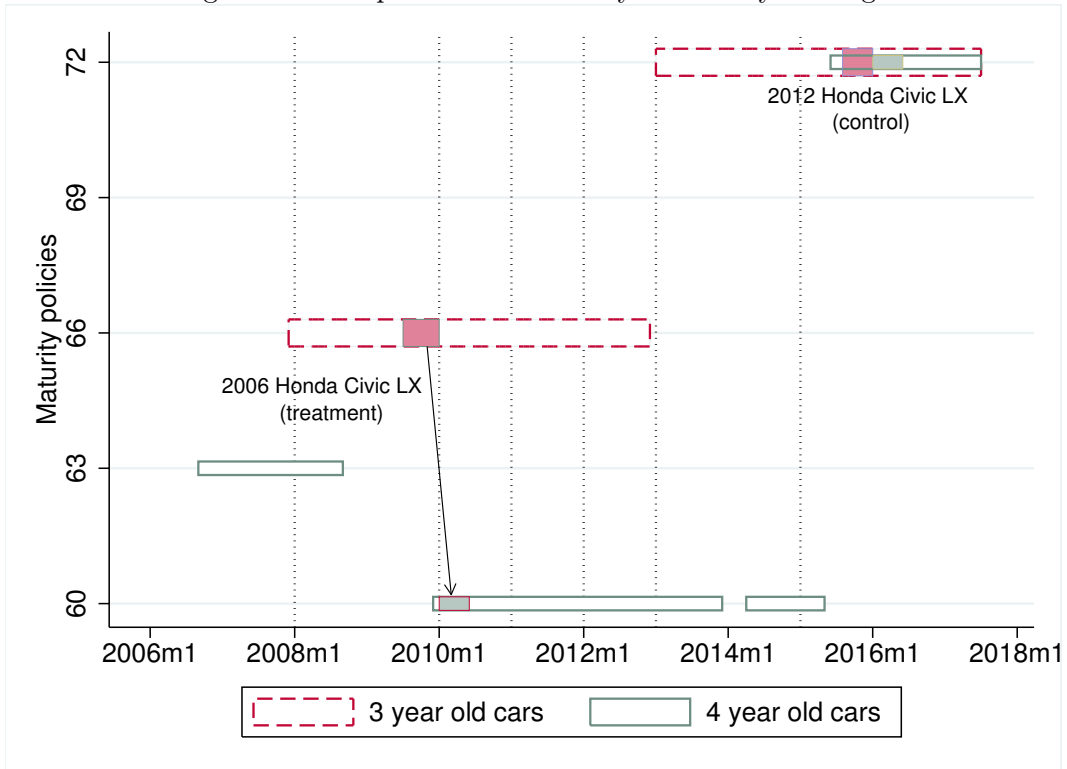 72
2012 Honda Civic LX
(control)
69
Maturity policies
66
2006 Honda Civic LX
(treatment)
63
60
2006m1 2008m1 2010m1 2012m1 2014m1 2016m1 2018m1
3 year old cars 4 year old cars